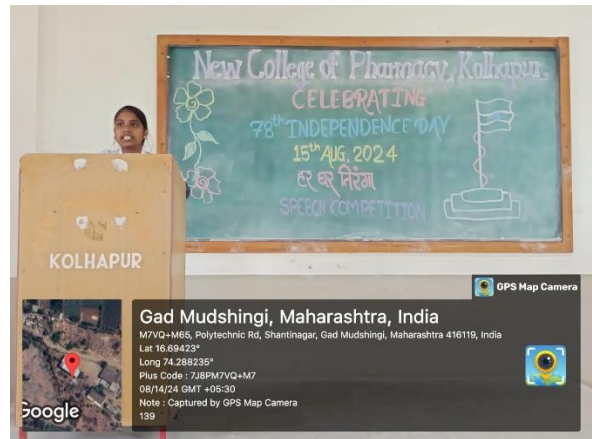 New College of Pharmacy, Kolhapur.
CELEBRATING
78th INDEPENDENCE DAY
15th AUG. 2024
हर घर तिरंगा
SPEECH COMPETITION
KOLHAPUR
GPS Map Camera
Gad Mudshingi, Maharashtra, India
M7VQ+M65, Polytechnic Rd, Shantinagar, Gad Mudshingi, Maharashtra 416119, India
Lat 16.69423°
Long 74.288235°
Plus Code : 7J8PM7VQ+M7
08/14/24 GMT +05:30
Note : Captured by GPS Map Camera
139
Google